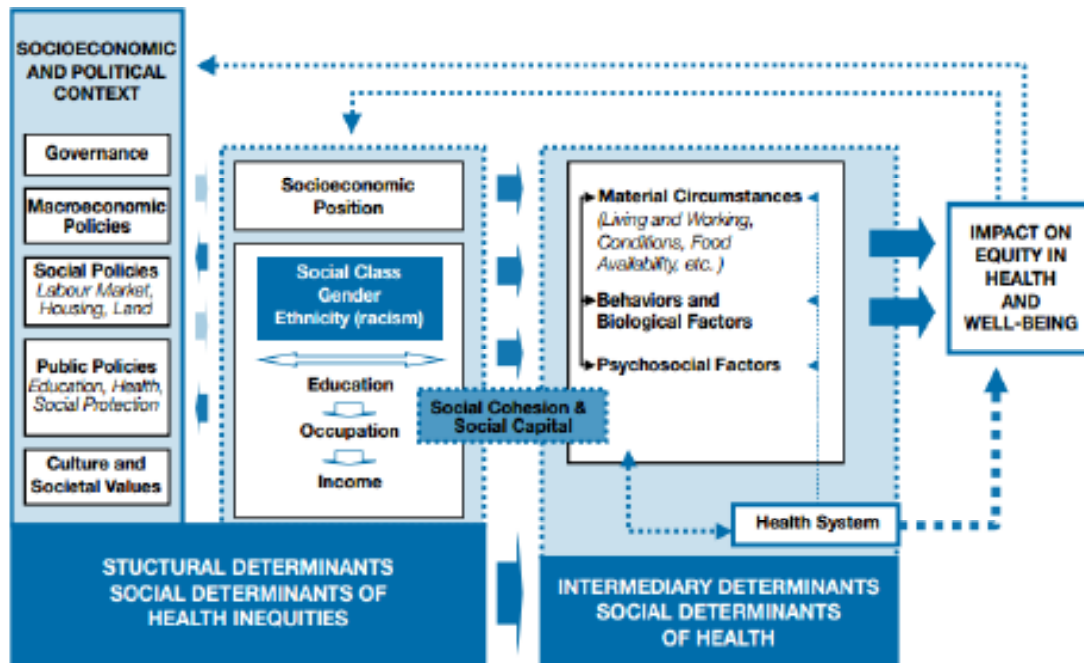 SOCIOECONOMIC
AND POLITICAL
CONTEXT
Governance
Macroeconomic
Policies
Social Policies
Labour Market,
Housing, Land
Public Policies
Education, Health,
Social Protection
Culture and
Societal Values
Socioeconomic
Position
Social Class
Gender
Ethnicity (racism)
Education
Occupation
Income
Social Cohesion &
Social Capital
Material Circumstances
(Living and Working,
Conditions, Food
Availability, etc. )
Behaviors and
Biological Factors
Psychosocial Factors
Health System
IMPACT ON
EQUITY IN
HEALTH
AND
WELL-BEING
STUCTURAL DETERMINANTS
SOCIAL DETERMINANTS OF
HEALTH INEQUITIES
INTERMEDIARY DETERMINANTS
SOCIAL DETERMINANTS
OF HEALTH